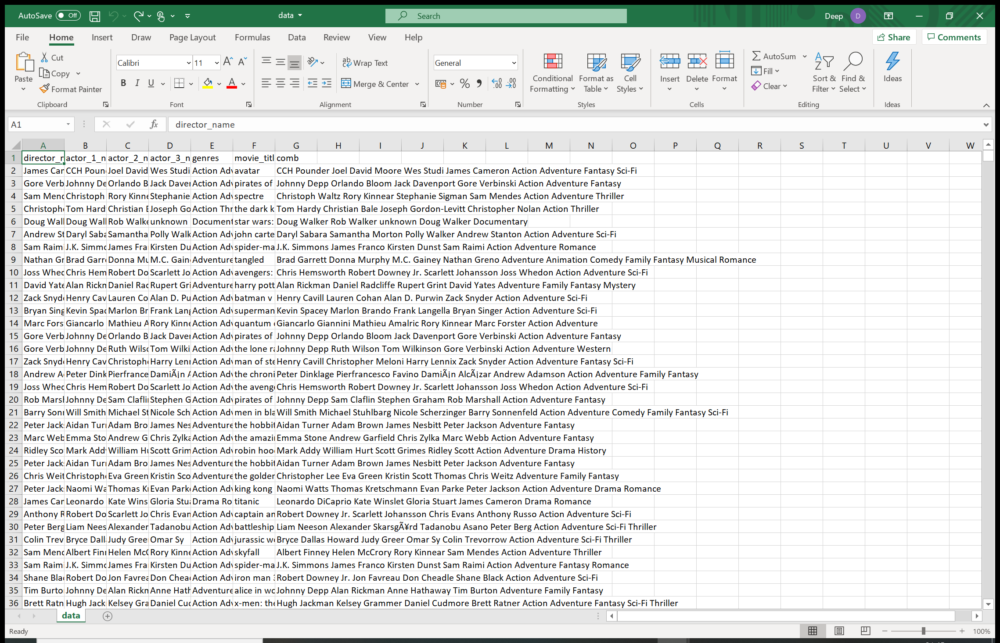 AutoSave Off data Search Deep D
File Home Insert Draw Page Layout Formulas Data Review View Help Share Comments
Paste Cut Copy Format Painter Clipboard
Calibri 11 B I U Font
Wrap Text Merge & Center Alignment
General Number
Conditional Formatting Format as Table Cell Styles Styles
Insert Delete Format Cells
AutoSum Fill Clear Sort & Filter Find & Select Editing
Ideas Ideas
A1 fx director_name
A B C D E F G H I J K L M N O P Q R S T U V W
1 director_n actor_1_n actor_2_n actor_3_n genres movie_titl comb
2 James Car CCH Poun Joel David Wes Studi Action Adv avatar CCH Pounder Joel David Moore Wes Studi James Cameron Action Adventure Fantasy Sci-Fi
3 Gore Verb Johnny De Orlando B Jack Daver Action Adv pirates of Johnny Depp Orlando Bloom Jack Davenport Gore Verbinski Action Adventure Fantasy
4 Sam Mend Christoph Rory Kinne Stephanie Action Adv spectre Christoph Waltz Rory Kinnear Stephanie Sigman Sam Mendes Action Adventure Thriller
5 Christoph Tom Hard Christian B Joseph Go Action Thr the dark k Tom Hardy Christian Bale Joseph Gordon-Levitt Christopher Nolan Action Thriller
6 Doug Wall Doug Wall Rob Walke unknown Document star wars: Doug Walker Rob Walker unknown Doug Walker Documentary
7 Andrew St Daryl Saba Samantha Polly Walk Action Adv john carte Daryl Sabara Samantha Morton Polly Walker Andrew Stanton Action Adventure Sci-Fi
8 Sam Raim J.K. Simmo James Fra Kirsten Du Action Adv spider-ma J.K. Simmons James Franco Kirsten Dunst Sam Raimi Action Adventure Romance
9 Nathan Gr Brad Garre Donna Mu M.C. Gain Adventure tangled Brad Garrett Donna Murphy M.C. Gainey Nathan Greno Adventure Animation Comedy Family Fantasy Musical Romance
10 Joss Whed Chris Hem Robert Do Scarlett Jo Action Adv avengers: Chris Hemsworth Robert Downey Jr. Scarlett Johansson Joss Whedon Action Adventure Sci-Fi
11 David Yate Alan Rickm Daniel Rad Rupert Gri Adventure harry pott Alan Rickman Daniel Radcliffe Rupert Grint David Yates Adventure Family Fantasy Mystery
12 Zack Snyde Henry Cav Lauren Co Alan D. Pu Action Adv batman v Henry Cavill Lauren Cohan Alan D. Purwin Zack Snyder Action Adventure Sci-Fi
13 Bryan Sing Kevin Spac Marlon Br Frank Lang Action Adv superman Kevin Spacey Marlon Brando Frank Langella Bryan Singer Action Adventure Sci-Fi
14 Marc Fors Giancarlo Mathieu A Rory Kinne Action Adv quantum Giancarlo Giannini Mathieu Amalric Rory Kinnear Marc Forster Action Adventure
15 Gore Verb Johnny De Orlando B Jack Daver Action Adv pirates of Johnny Depp Orlando Bloom Jack Davenport Gore Verbinski Action Adventure Fantasy
16 Gore Verb Johnny De Ruth Wilso Tom Wilki Action Adv the lone ra Johnny Depp Ruth Wilson Tom Wilkinson Gore Verbinski Action Adventure Western
17 Zack Snyde Henry Cav Christophe Harry Lenn Action Adv man of ste Henry Cavill Christopher Meloni Harry Lennix Zack Snyder Action Adventure Fantasy Sci-Fi
18 Andrew A Peter Dink Pierfrance DamiÃ¡n A Action Adv the chroni Peter Dinklage Pierfrancesco Favino DamiÃ¡n AlcÃ¡zar Andrew Adamson Action Adventure Family Fantasy
19 Joss Whed Chris Hem Robert Do Scarlett Jo Action Adv the avenge Chris Hemsworth Robert Downey Jr. Scarlett Johansson Joss Whedon Action Adventure Sci-Fi
20 Rob Marsh Johnny De Sam Claflin Stephen G Action Adv pirates of Johnny Depp Sam Claflin Stephen Graham Rob Marshall Action Adventure Fantasy
21 Barry Sonn Will Smith Michael St Nicole Sch Action Adv men in bla Will Smith Michael Stuhlbarg Nicole Scherzinger Barry Sonnenfeld Action Adventure Comedy Family Fantasy Sci-Fi
22 Peter Jack Aidan Turn Adam Bro James Nes Adventure the hobbit Aidan Turner Adam Brown James Nesbitt Peter Jackson Adventure Fantasy
23 Marc Web Emma Sto Andrew G Chris Zylka Action Adv the amazi Emma Stone Andrew Garfield Chris Zylka Marc Webb Action Adventure Fantasy
24 Ridley Sco Mark Addy William Hu Scott Grim Action Adv robin hoo Mark Addy William Hurt Scott Grimes Ridley Scott Action Adventure Drama History
25 Peter Jack Aidan Turn Adam Bro James Nes Adventure the hobbit Aidan Turner Adam Brown James Nesbitt Peter Jackson Adventure Fantasy
26 Chris Weit Christophe Eva Green Kristin Sco Adventure the golden Christopher Lee Eva Green Kristin Scott Thomas Chris Weitz Adventure Family Fantasy
27 Peter Jack Naomi Wa Thomas Kr Evan Parke Action Adv king kong Naomi Watts Thomas Kretschmann Evan Parke Peter Jackson Action Adventure Drama Romance
28 James Car Leonardo Kate Wins Gloria Stua Drama Ro titanic Leonardo DiCaprio Kate Winslet Gloria Stuart James Cameron Drama Romance
29 Anthony R Robert Do Scarlett Jo Chris Evan Action Adv captain am Robert Downey Jr. Scarlett Johansson Chris Evans Anthony Russo Action Adventure Sci-Fi
30 Peter Berg Liam Nees Alexander Tadanobu Action Adv battleship Liam Neeson Alexander SkarsgÃ¥rd Tadanobu Asano Peter Berg Action Adventure Sci-Fi Thriller
31 Colin Trev Bryce Dall Judy Gree Omar Sy Action Adv jurassic wo Bryce Dallas Howard Judy Greer Omar Sy Colin Trevorrow Action Adventure Sci-Fi Thriller
32 Sam Mend Albert Finn Helen McC Rory Kinne Action Adv skyfall Albert Finney Helen McCrory Rory Kinnear Sam Mendes Action Adventure Thriller
33 Sam Raim J.K. Simmo James Fra Kirsten Du Action Adv spider-ma J.K. Simmons James Franco Kirsten Dunst Sam Raimi Action Adventure Fantasy Romance
34 Shane Blac Robert Do Jon Favrea Don Chea Action Adv iron man 3 Robert Downey Jr. Jon Favreau Don Cheadle Shane Black Action Adventure Sci-Fi
35 Tim Burto Johnny De Alan Rickm Anne Hath Adventure alice in wo Johnny Depp Alan Rickman Anne Hathaway Tim Burton Adventure Family Fantasy
36 Brett Ratn Hugh Jack Kelsey Gra Daniel Cud Action Adv x-men: the Hugh Jackman Kelsey Grammer Daniel Cudmore Brett Ratner Action Adventure Fantasy Sci-Fi Thriller
data
Ready 100%